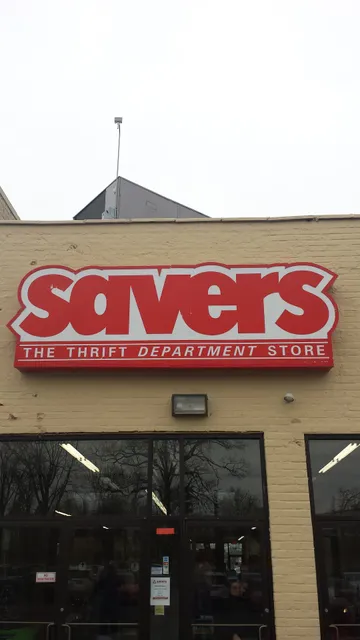 savers
THE THRIFT DEPARTMENT STORE